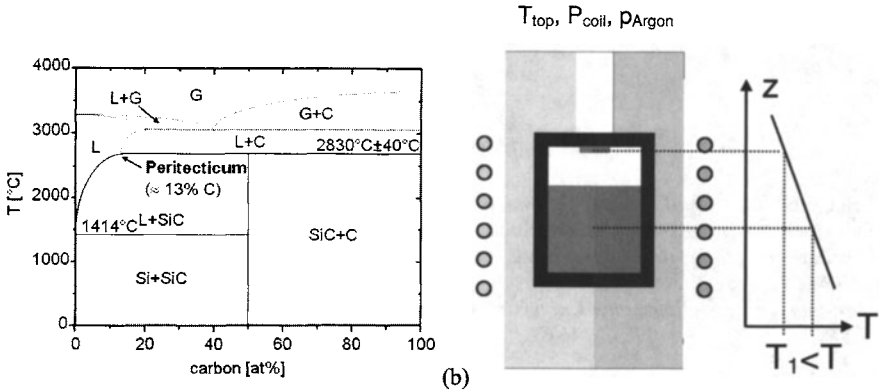 T_top, P_coil, p_Argon
4000
3000
2000
1000
0
T [°C]
L+G
G
G+C
L
L+C
2830°C±40°C
Peritecticum
(≈ 13% C)
1414°C
L+SiC
SiC+C
Si+SiC
0 20 40 60 80 100
carbon [at%]
(b)
z
T
T₁<T